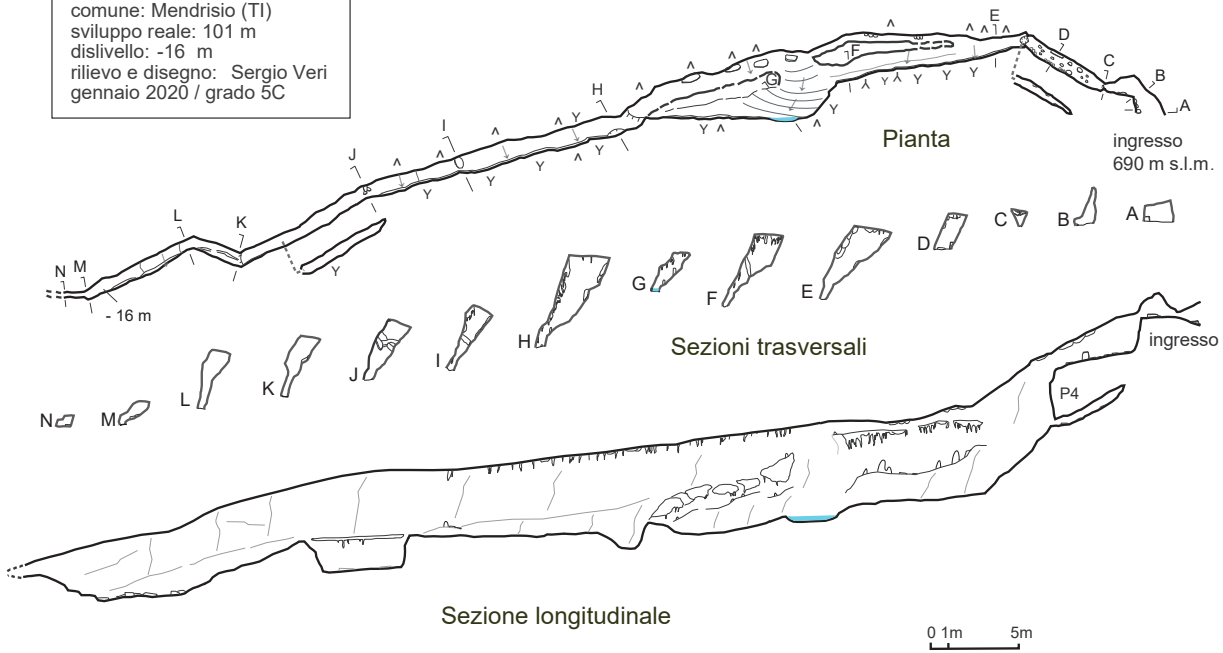 comune: Mendrisio (TI)
sviluppo reale: 101 m
dislivello: -16 m
rilievo e disegno: Sergio Veri
gennaio 2020 / grado 5C
E
D
C
B
A
F
G
H
I
J
K
L
M
N
- 16 m
Pianta
ingresso
690 m s.l.m.
A
B
C
D
E
F
G
H
I
J
K
L
M
N
Sezioni trasversali
ingresso
P4
Sezione longitudinale
0 1m 5m